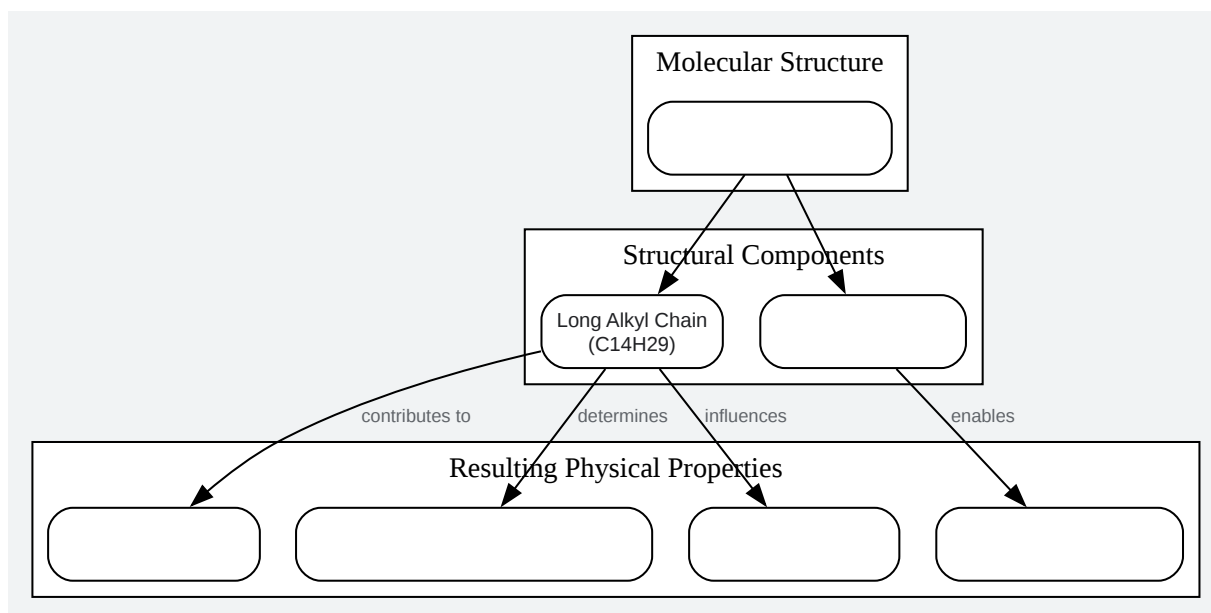 Molecular Structure
Structural Components
Long Alkyl Chain
(C14H29)
contributes to
determines
influences
enables
Resulting Physical Properties